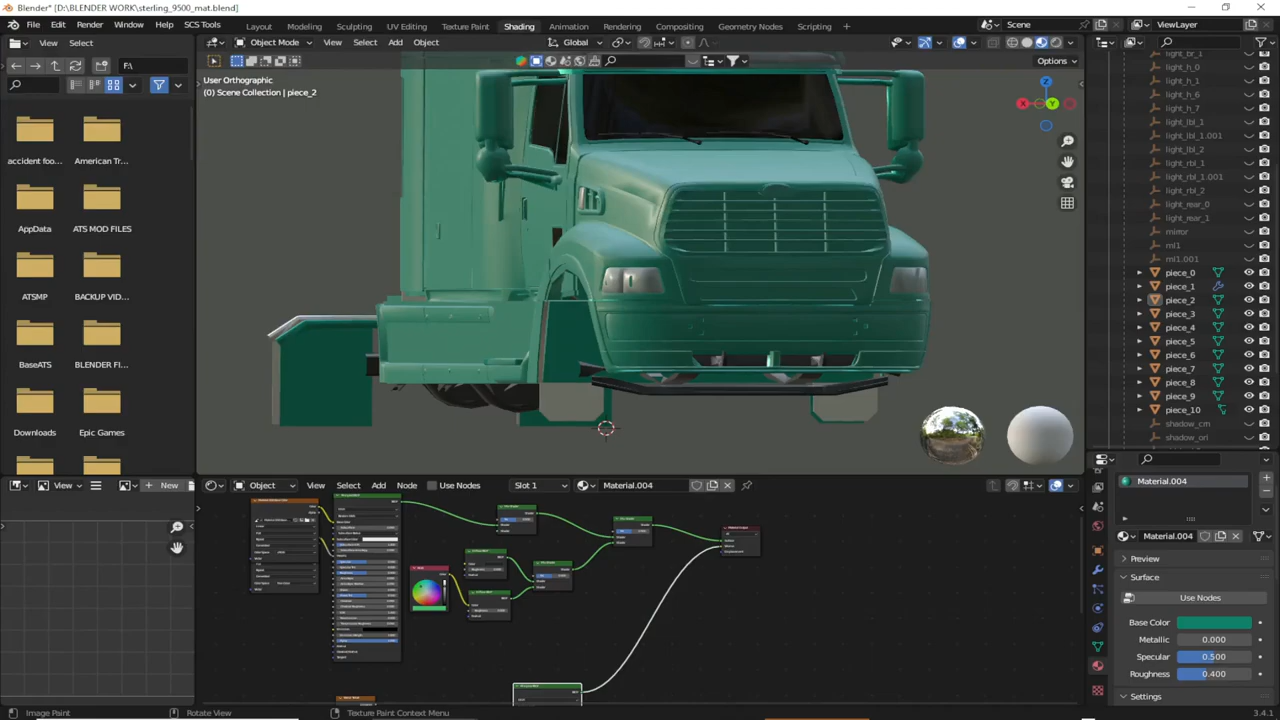 Blender* [D:\BLENDER WORK\sterling_9500_mat.blend]
File Edit Render Window Help SCS Tools
Layout Modeling Sculpting UV Editing Texture Paint Shading Animation Rendering Compositing Geometry Nodes Scripting +
Scene
ViewLayer
View Select
Object Mode View Select Add Object
Global
F:\
Options
User Orthographic
(0) Scene Collection | piece_2
Z
X
Y
accident foo...
American Tr...
AppData
ATS MOD FILES
ATSMP
BACKUP VID...
BaseATS
BLENDER FI...
Downloads
Epic Games
light_br_1
light_h_0
light_h_1
light_h_6
light_h_7
light_lbl_1
light_lbl_1.001
light_lbl_2
light_rbl_1
light_rbl_1.001
light_rbl_2
light_rear_0
light_rear_1
mirror
ml1
ml1.001
piece_0
piece_1
piece_2
piece_3
piece_4
piece_5
piece_6
piece_7
piece_8
piece_9
piece_10
shadow_cm
shadow_ori
View New
Object View Select Add Node Use Nodes Slot 1 Material.004
Material.004
Material.004
Preview
Surface
Use Nodes
Base Color
Metallic 0.000
Specular 0.500
Roughness 0.400
Settings
Image Paint Rotate View Texture Paint Context Menu 3.4.1